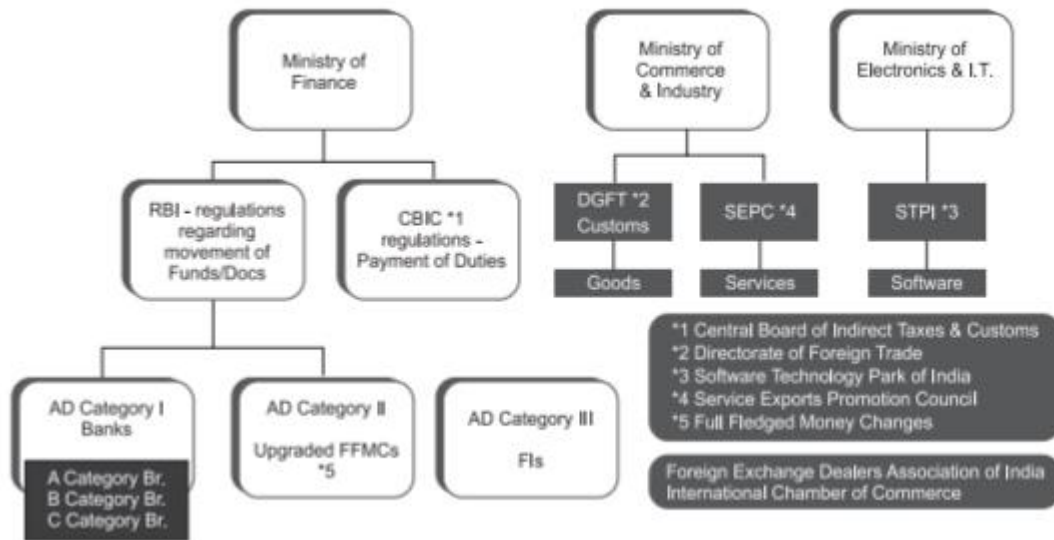 Ministry of
Finance
Ministry of
Commerce
& Industry
Ministry of
Electronics & I.T.
RBI - regulations
regarding
movement of
Funds/Docs
CBIC *1
regulations -
Payment of Duties
DGFT *2
Customs
SEPC *4
STPI *3
Goods
Services
Software
AD Category I
Banks
A Category Br.
B Category Br.
C Category Br.
AD Category II
Upgraded FFMCs
*5
AD Category III
FIs
*1 Central Board of Indirect Taxes & Customs
*2 Directorate of Foreign Trade
*3 Software Technology Park of India
*4 Service Exports Promotion Council
*5 Full Fledged Money Changes
Foreign Exchange Dealers Association of India
International Chamber of Commerce